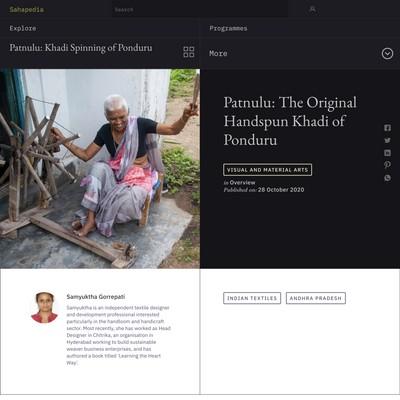 Sahapedia
Search
Explore
Programmes
Patnulu: Khadi Spinning of Ponduru
More
Patnulu: The Original
Handspun Khadi of
Ponduru
VISUAL AND MATERIAL ARTS
in Overview
Published on: 28 October 2020
Samyuktha Gorrepati
Samyuktha is an independent textile designer
and development professional interested
particularly in the handloom and handicraft
sector. Most recently, she has worked as Head
Designer in Chitrika, an organisation in
Hyderabad working to build sustainable
weaver business enterprises, and has
authored a book titled 'Learning the Heart
Way'.
INDIAN TEXTILES
ANDHRA PRADESH